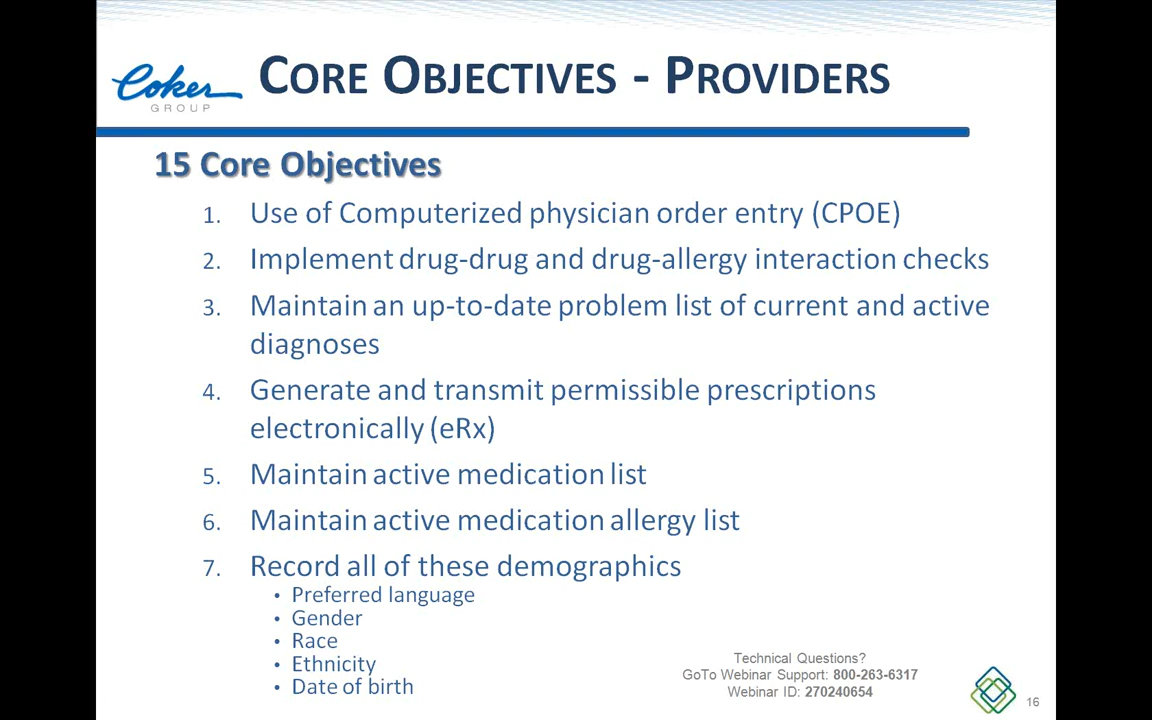 Coker
GROUP
CORE OBJECTIVES - PROVIDERS
15 Core Objectives
1. Use of Computerized physician order entry (CPOE)
2. Implement drug-drug and drug-allergy interaction checks
3. Maintain an up-to-date problem list of current and active
diagnoses
4. Generate and transmit permissible prescriptions
electronically (eRx)
5. Maintain active medication list
6. Maintain active medication allergy list
7. Record all of these demographics
• Preferred language
• Gender
• Race
• Ethnicity
• Date of birth
Technical Questions?
GoTo Webinar Support: 800-263-6317
Webinar ID: 270240654
16